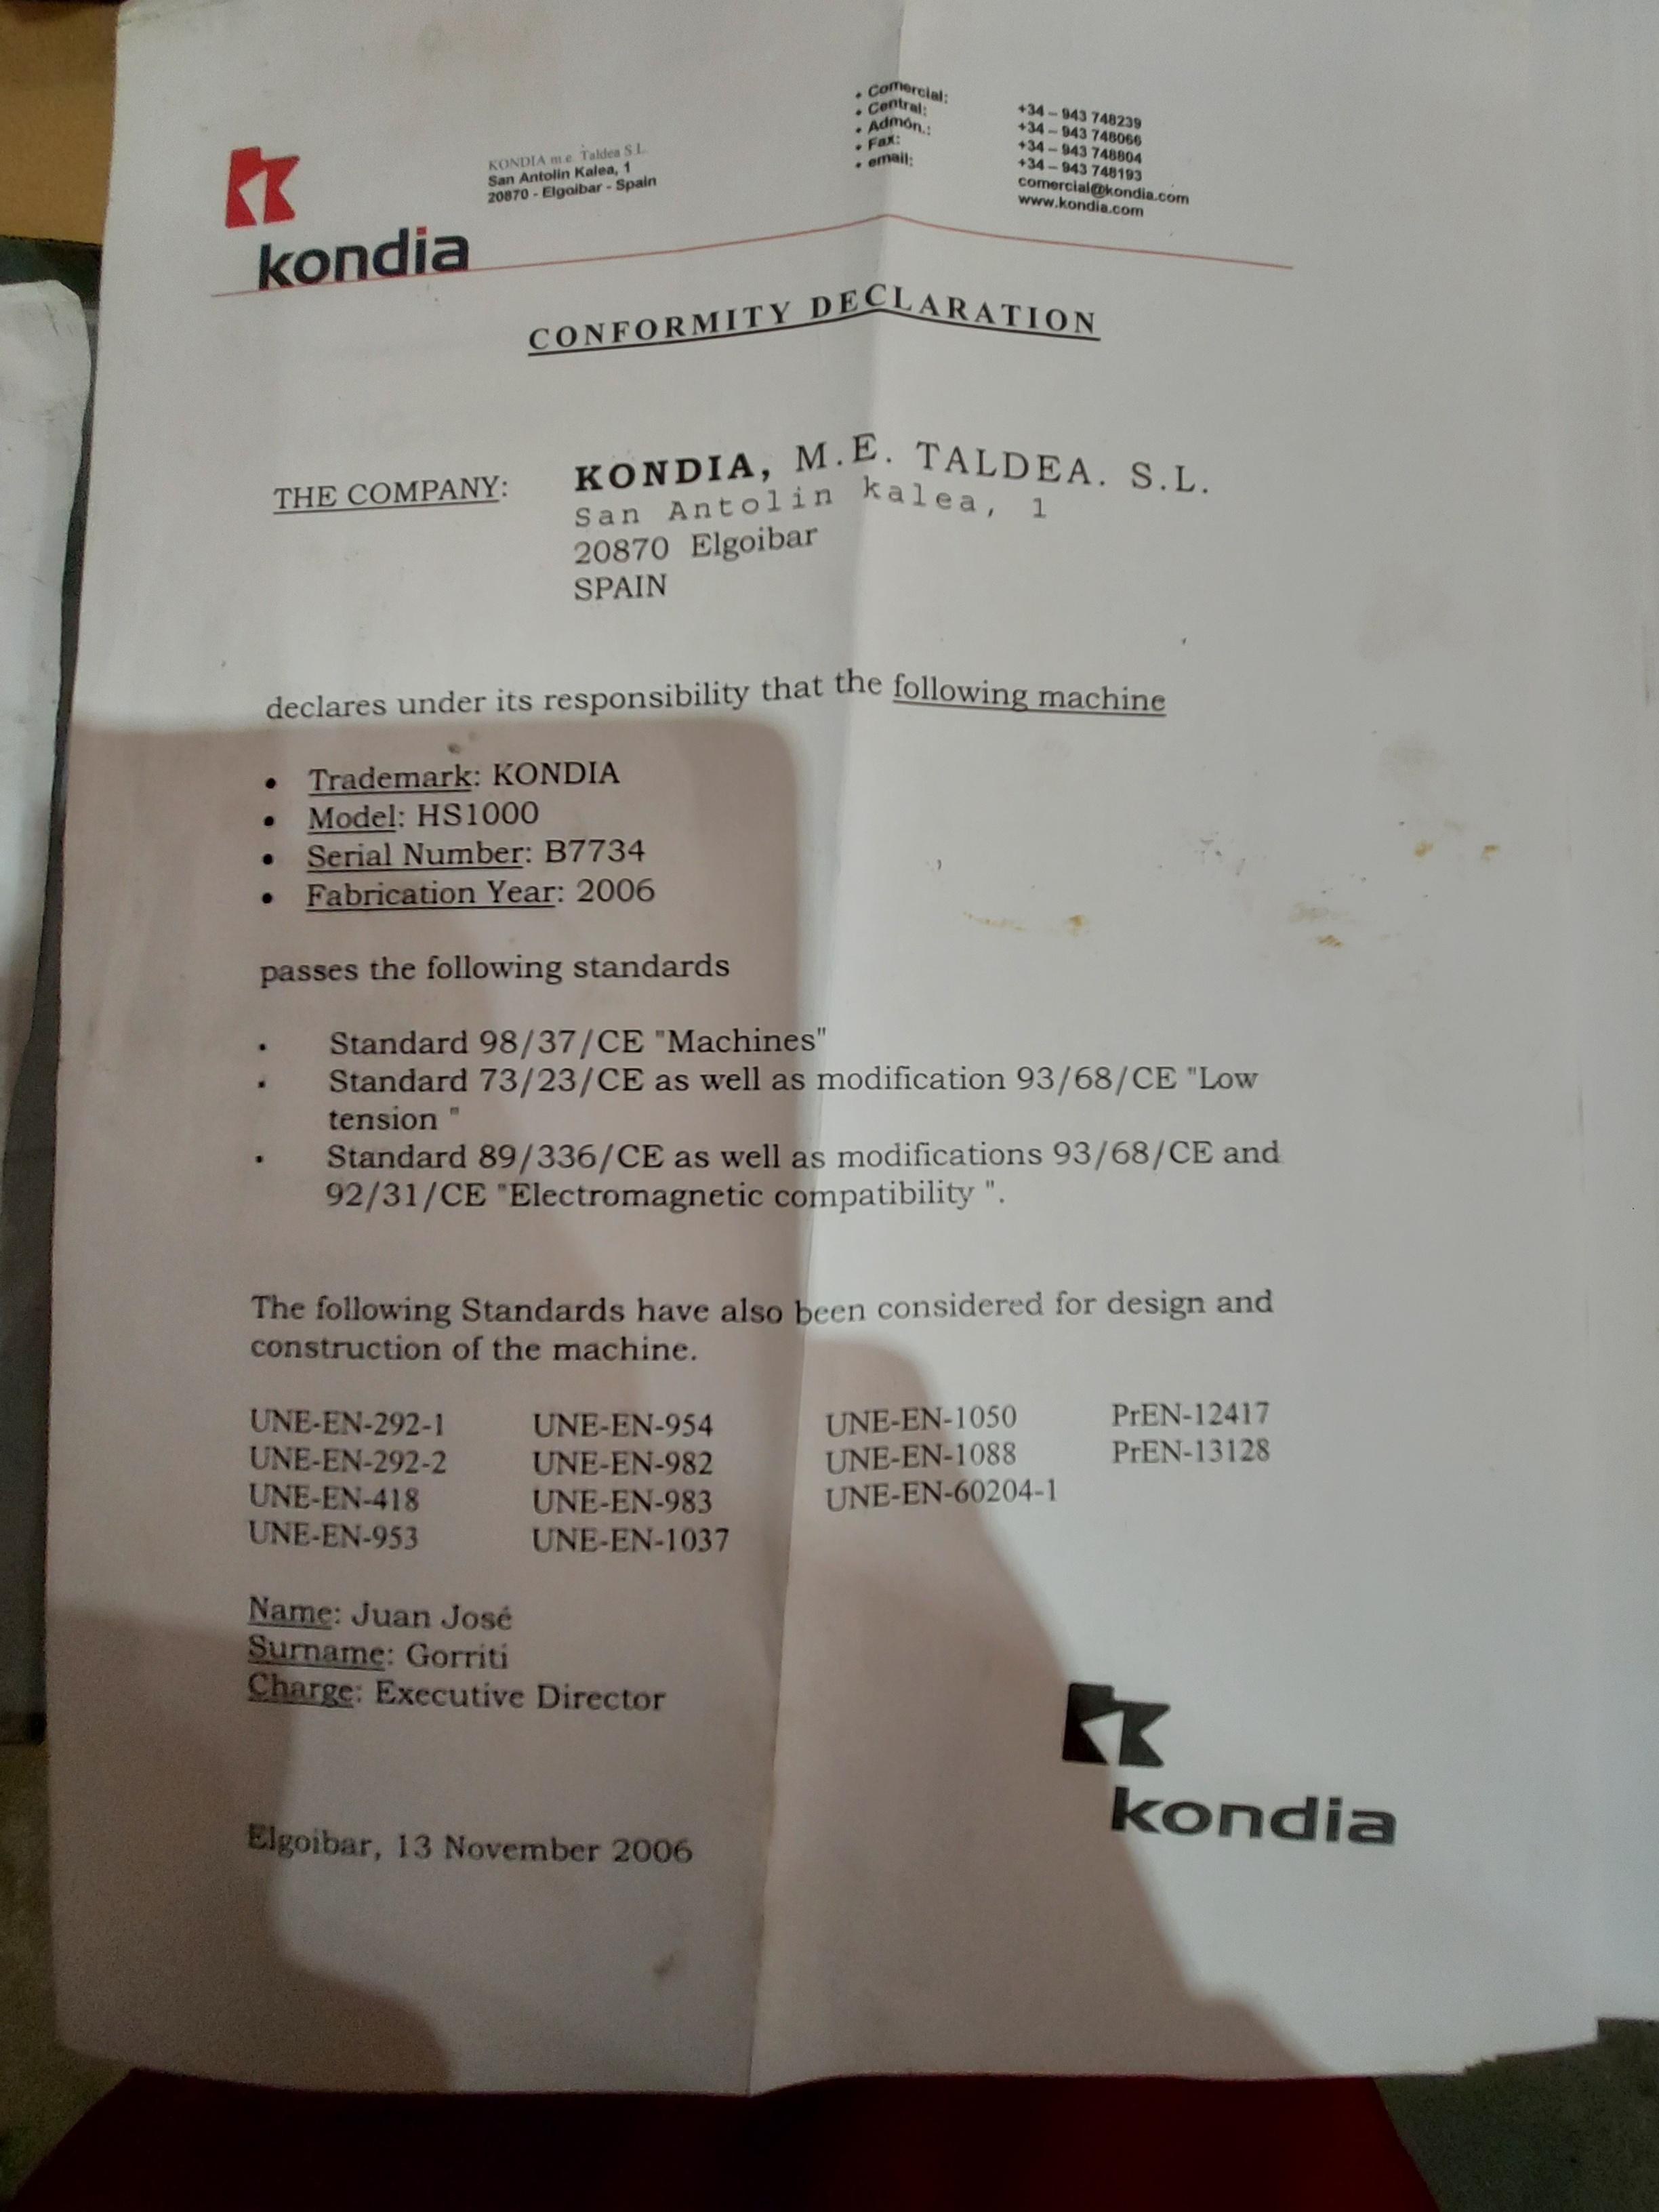 kondia
KONDIA m.e. Taldea S.L.
San Antolin Kalea, 1
20870 - Elgoibar - Spain
• Comercial: +34 – 943 748239
• Central: +34 – 943 748066
• Admón.: +34 – 943 748804
• Fax: +34 – 943 748193
• email: comercial@kondia.com
www.kondia.com
CONFORMITY DECLARATION
THE COMPANY: KONDIA, M.E. TALDEA. S.L.
San Antolin kalea, 1
20870 Elgoibar
SPAIN
declares under its responsibility that the following machine
• Trademark: KONDIA
• Model: HS1000
• Serial Number: B7734
• Fabrication Year: 2006
passes the following standards
· Standard 98/37/CE "Machines"
· Standard 73/23/CE as well as modification 93/68/CE "Low
tension "
· Standard 89/336/CE as well as modifications 93/68/CE and
92/31/CE "Electromagnetic compatibility ".
The following Standards have also been considered for design and
construction of the machine.
UNE-EN-292-1 UNE-EN-954 UNE-EN-1050 PrEN-12417
UNE-EN-292-2 UNE-EN-982 UNE-EN-1088 PrEN-13128
UNE-EN-418 UNE-EN-983 UNE-EN-60204-1
UNE-EN-953 UNE-EN-1037
Name: Juan José
Surname: Gorriti
Charge: Executive Director
kondia
Elgoibar, 13 November 2006